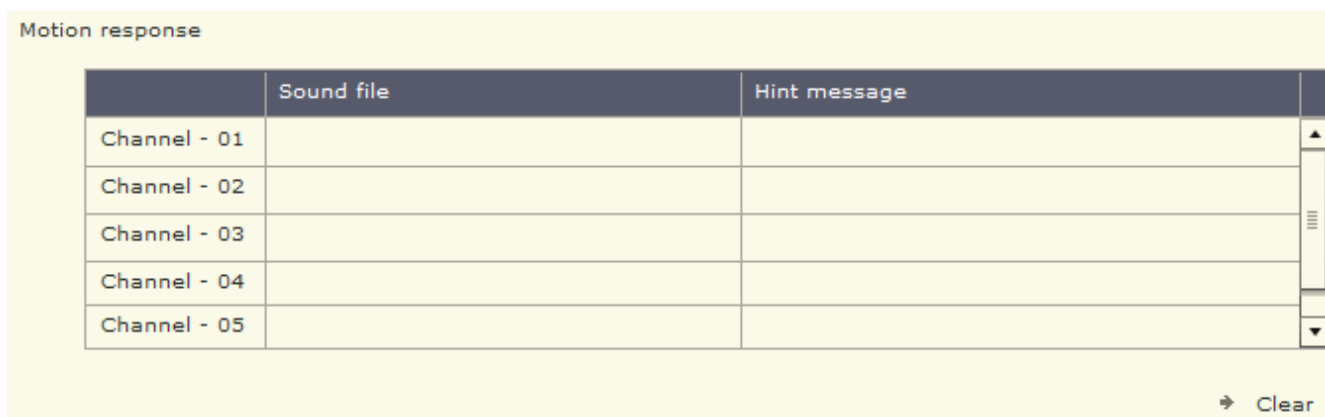 Motion response
Sound file Hint message
Channel - 01
Channel - 02
Channel - 03
Channel - 04
Channel - 05
Clear